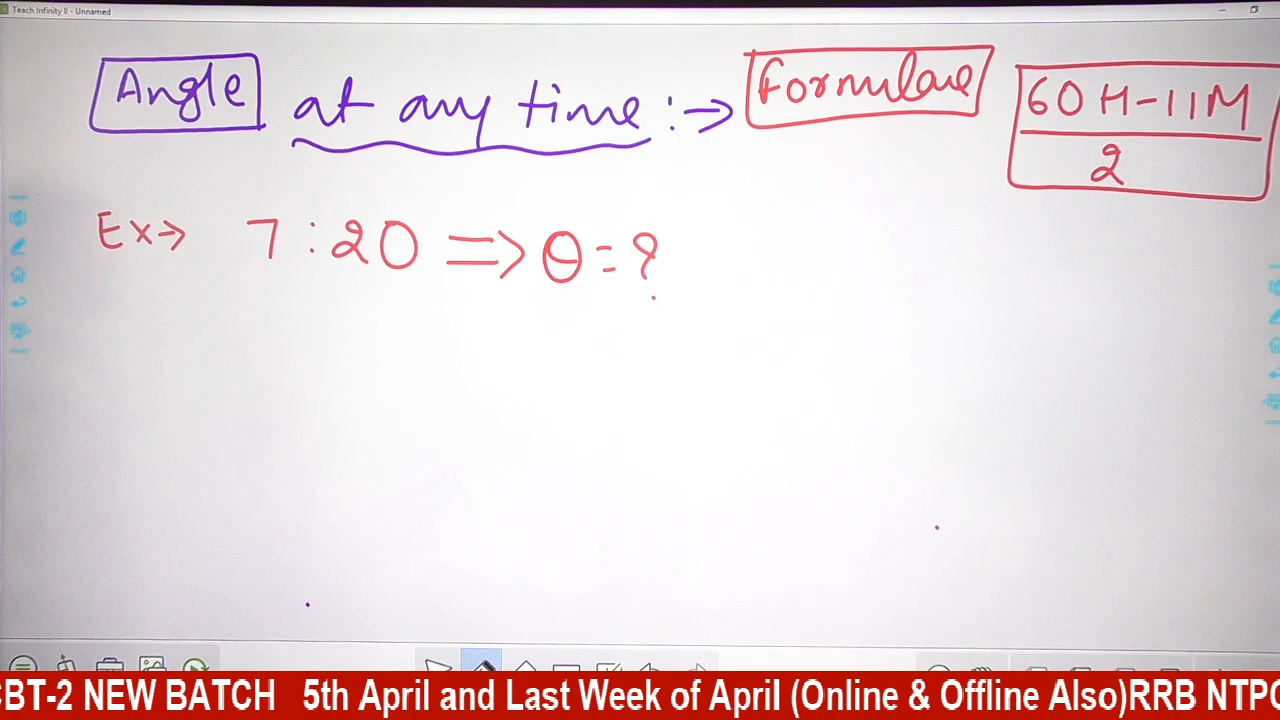 Teach Infinity II - Unnamed
Angle at any time :→ Formulae 60H-11M
2
Ex→ 7:20 ⇒ θ = ?
CBT-2 NEW BATCH 5th April and Last Week of April (Online & Offline Also)RRB NTPC